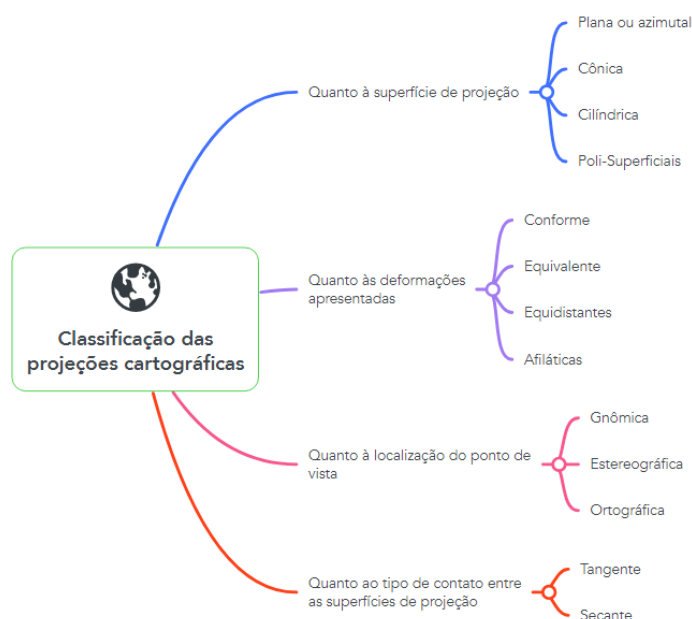 Plana ou azimutal
Cônica
Quanto à superfície de projeção
Cilíndrica
Poli-Superficiais
Conforme
Equivalente
Quanto às deformações
apresentadas
Equidistantes
Afiláticas
Classificação das
projeções cartográficas
Gnômica
Quanto à localização do ponto de
vista
Estereográfica
Ortográfica
Tangente
Quanto ao tipo de contato entre
as superfícies de projeção
Secante